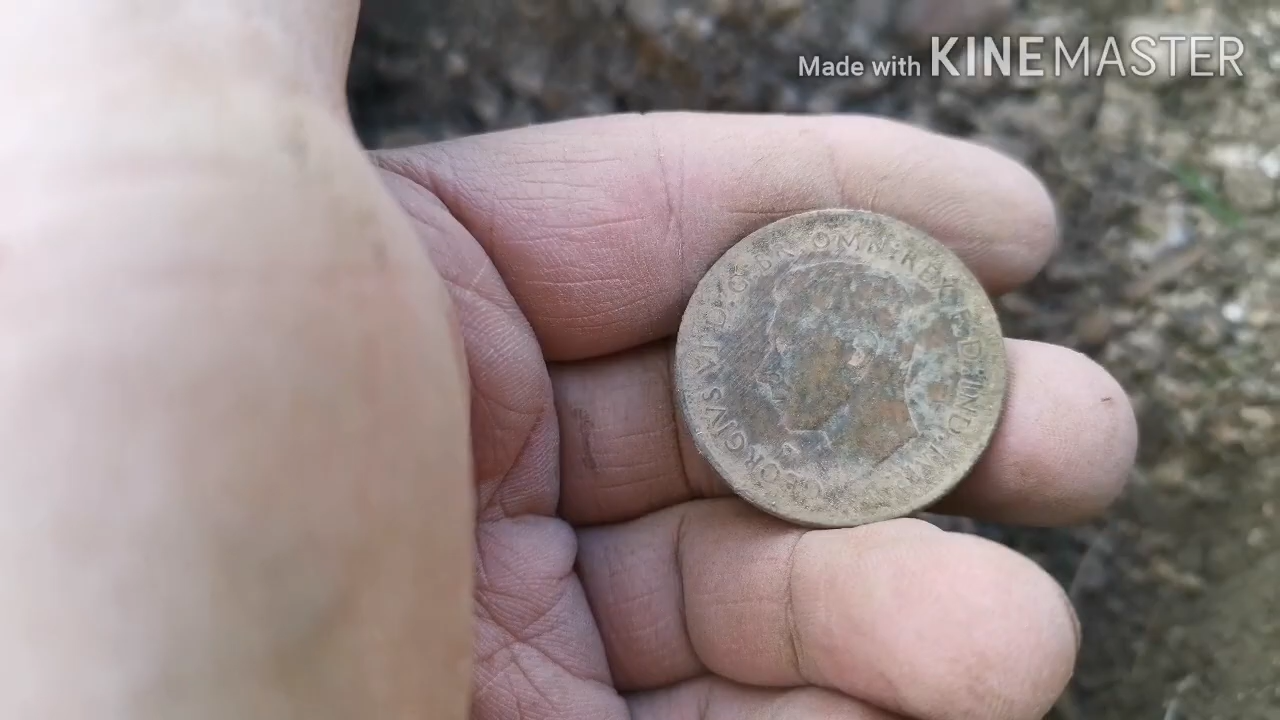 Made with KINEMASTER
GEORGIVS VI D: G: BR: OMN: REX F: D: IND: IMP